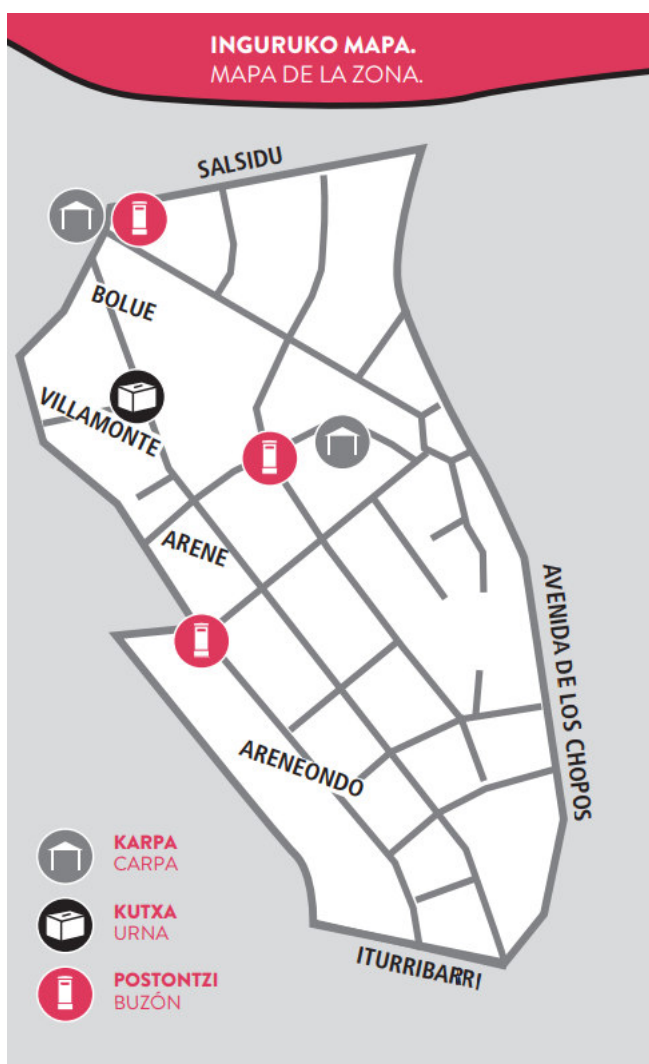 INGURUKO MAPA.
MAPA DE LA ZONA.
SALSIDU
BOLUE
VILLAMONTE
ARENE
AVENIDA DE LOS CHOPOS
ARENEONDO
ITURRIBARRI
KARPA
CARPA
KUTXA
URNA
POSTONTZI
BUZÓN